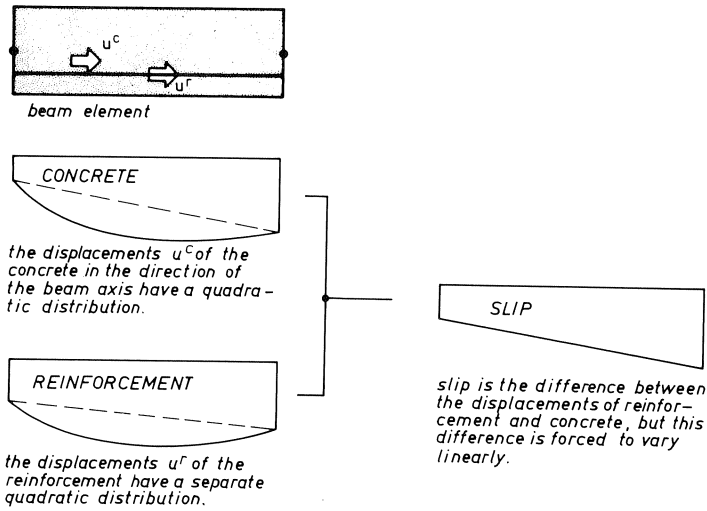 u^c
u^r
beam element
CONCRETE
the displacements u^c of the
concrete in the direction of
the beam axis have a quadra-
tic distribution.
REINFORCEMENT
the displacements u^r of the
reinforcement have a separate
quadratic distribution.
SLIP
slip is the difference between
the displacements of reinfor-
cement and concrete, but this
difference is forced to vary
linearly.